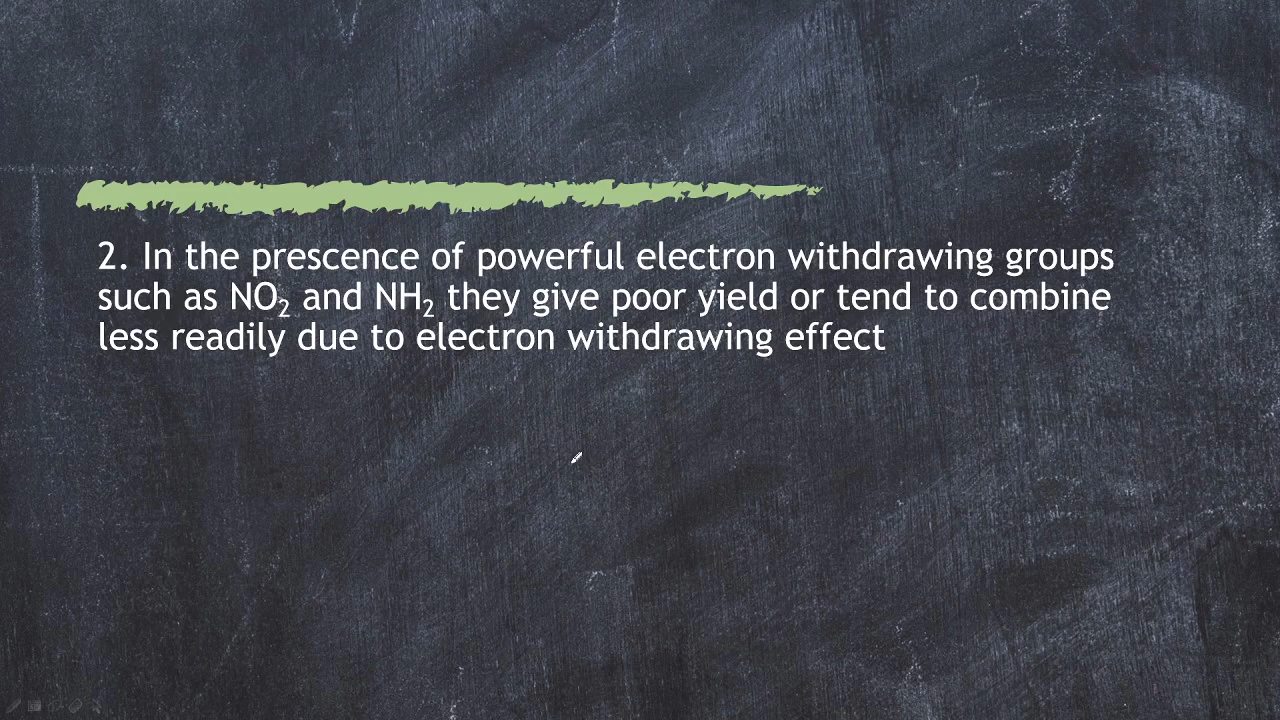 2. In the prescence of powerful electron withdrawing groups
such as NO₂ and NH₂ they give poor yield or tend to combine
less readily due to electron withdrawing effect